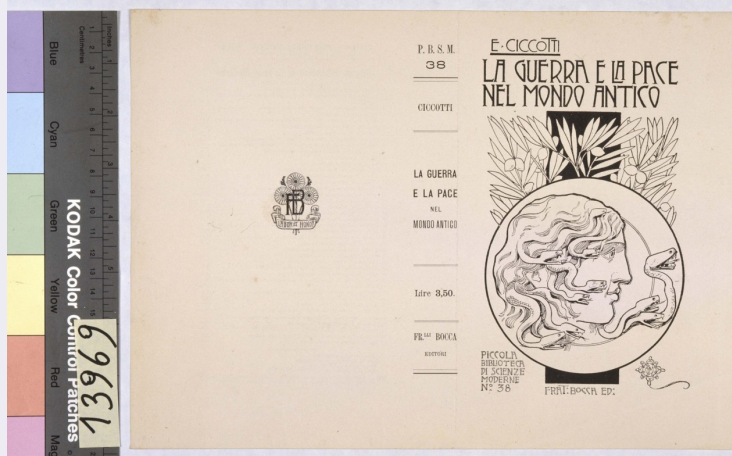 Blue
Cyan
Green
Yellow
Red
Mag
Centimetres
Inches
KODAK Color Control Patches
13969
FB
P. B. S. M.
38
CICCOTTI
LA GUERRA
E LA PACE
NEL
MONDO ANTICO
Lire 3,50.
FR.LLI BOCCA
EDITORI
E·CICCOTTI
LA GUERRA E LA PACE
NEL MONDO ANTICO
PICCOLA
BIBLIOTECA
DI SCIENZE
MODERNE
Nº 38
FRAT: BOCCA ED: